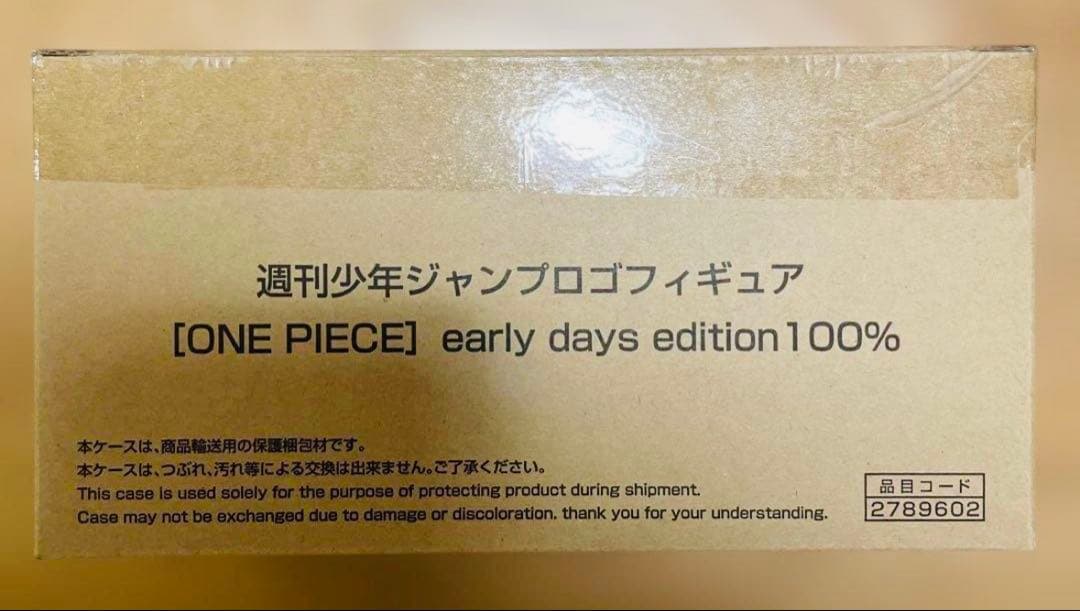 週刊少年ジャンプロゴフィギュア
[ONE PIECE] early days edition100%
本ケースは、商品輸送用の保護梱包材です。
本ケースは、つぶれ、汚れ等による交換は出来ません。ご了承ください。
This case is used solely for the purpose of protecting product during shipment.
Case may not be exchanged due to damage or discoloration. thank you for your understanding.
品目コード
2789602